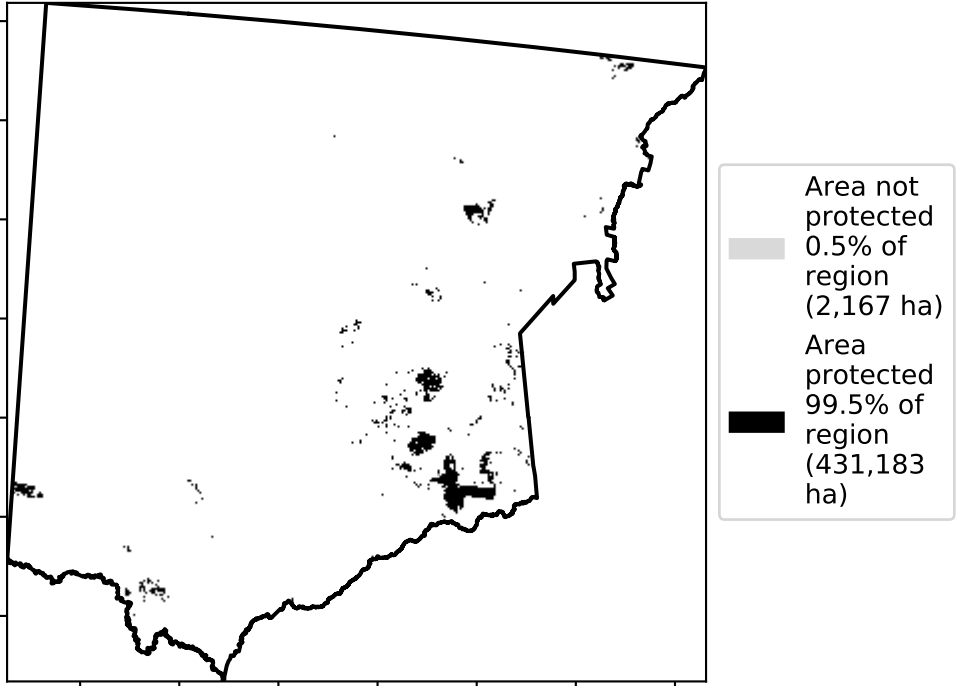 Area not
protected
0.5% of
region
(2,167 ha)
Area
protected
99.5% of
region
(431,183
ha)